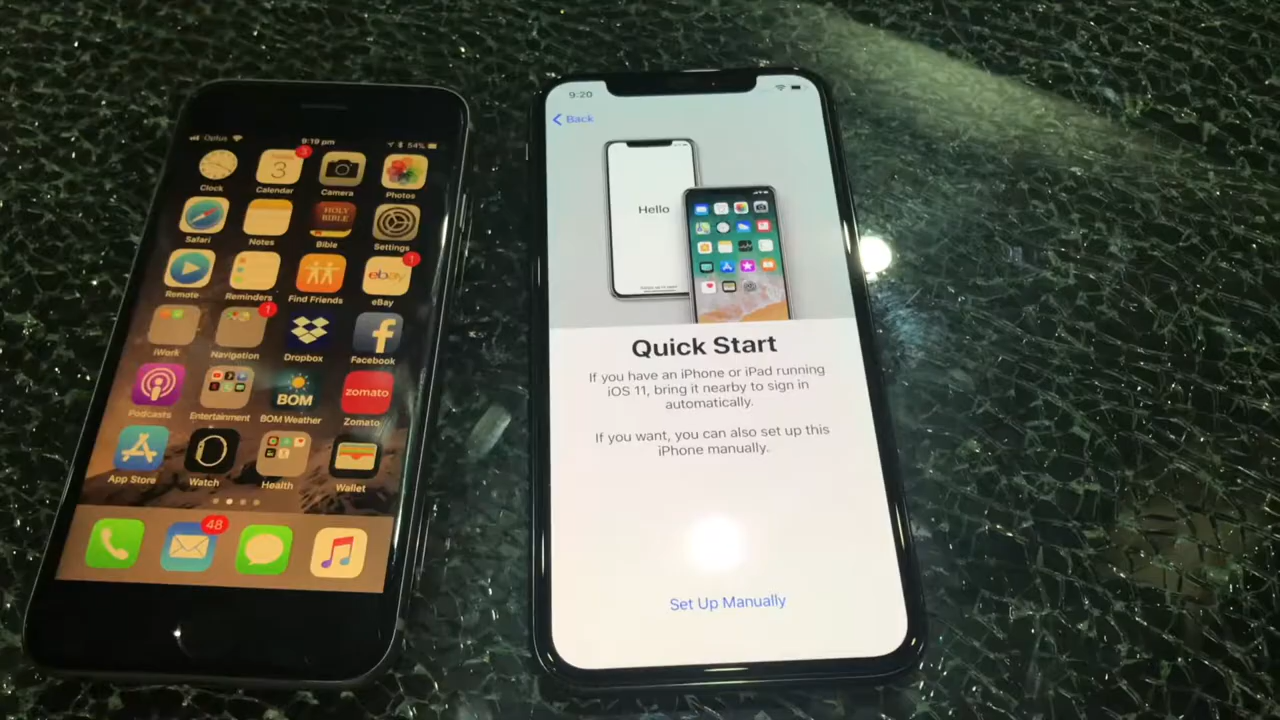 Optus
9:19 pm
54%
3
Clock
Calendar
Camera
Photos
HOLY
BIBLE
Safari
Notes
Bible
Settings
1
ebay
Remote
Reminders
Find Friends
eBay
1
iWork
Navigation
Dropbox
Facebook
BOM
zomato
Podcasts
Entertainment
BOM Weather
Zomato
App Store
Watch
Health
Wallet
48
9:20
Back
Hello
Quick Start
If you have an iPhone or iPad running
iOS 11, bring it nearby to sign in
automatically.
If you want, you can also set up this
iPhone manually.
Set Up Manually